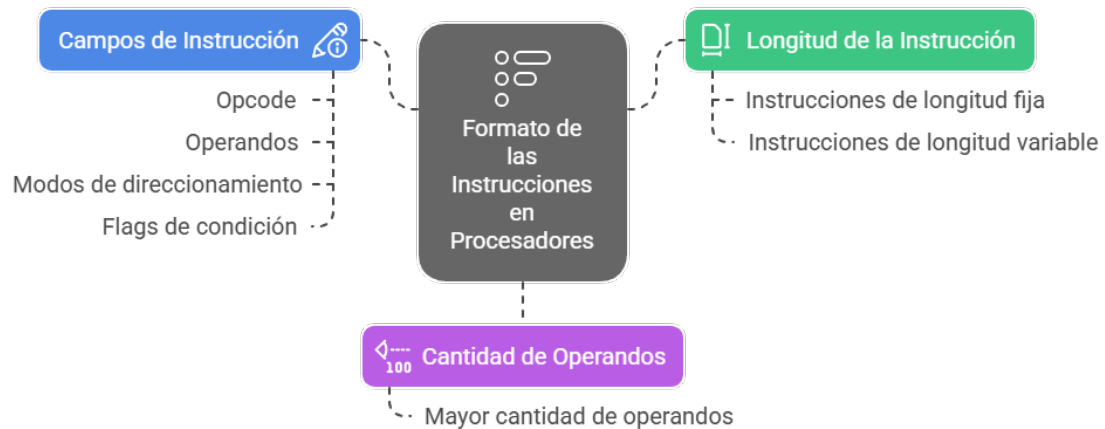 Campos de Instrucción
Opcode
Operandos
Modos de direccionamiento
Flags de condición
Formato de
las
Instrucciones
en
Procesadores
Longitud de la Instrucción
Instrucciones de longitud fija
Instrucciones de longitud variable
100
Cantidad de Operandos
Mayor cantidad de operandos